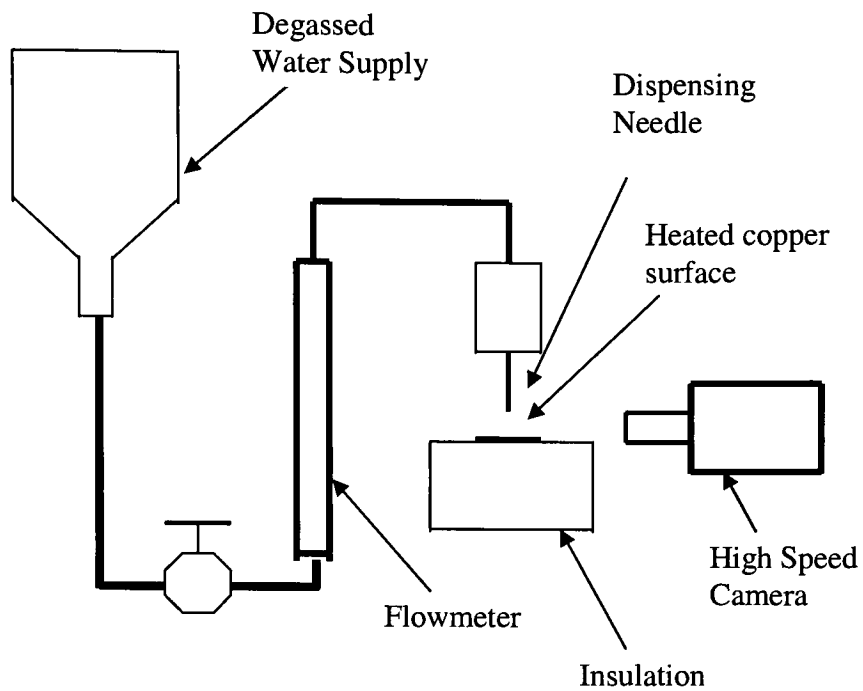 Degassed
Water Supply
Dispensing
Needle
Heated copper
surface
High Speed
Camera
Flowmeter
Insulation